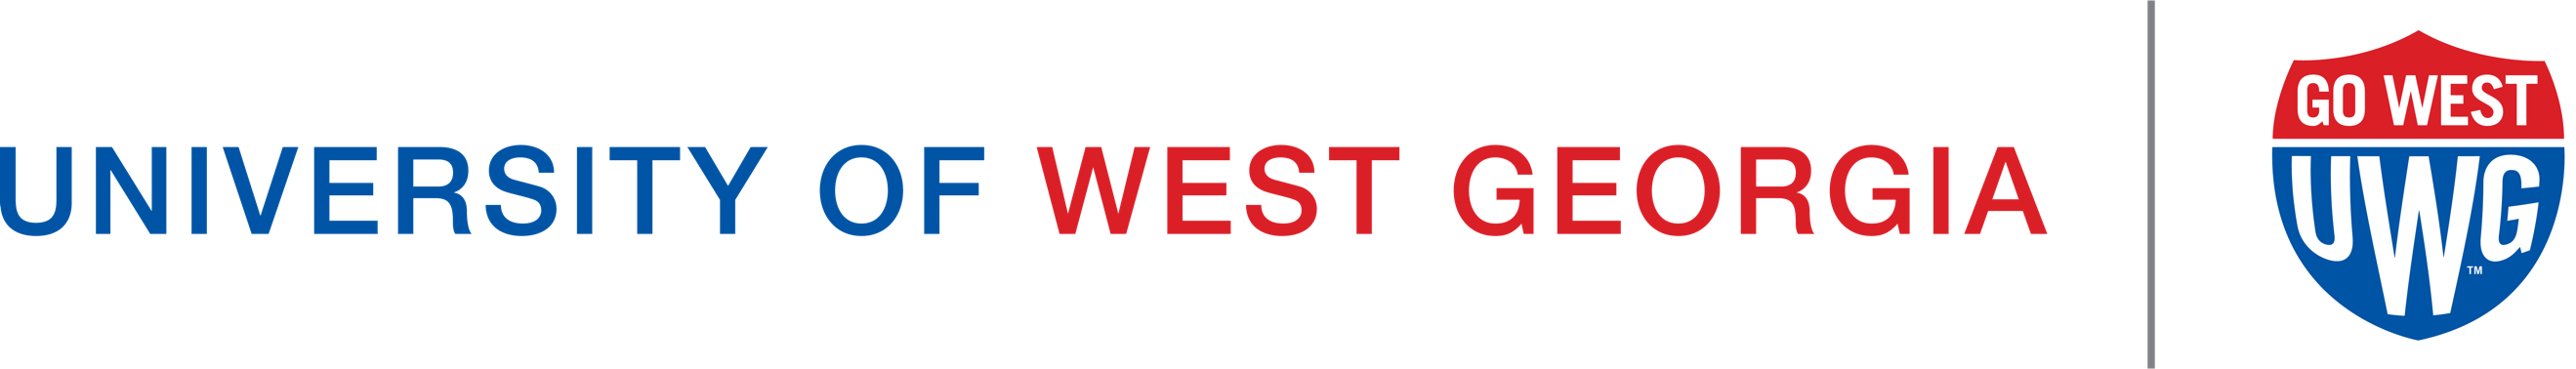 UNIVERSITY OF WEST GEORGIA
GO WEST
UWG
™